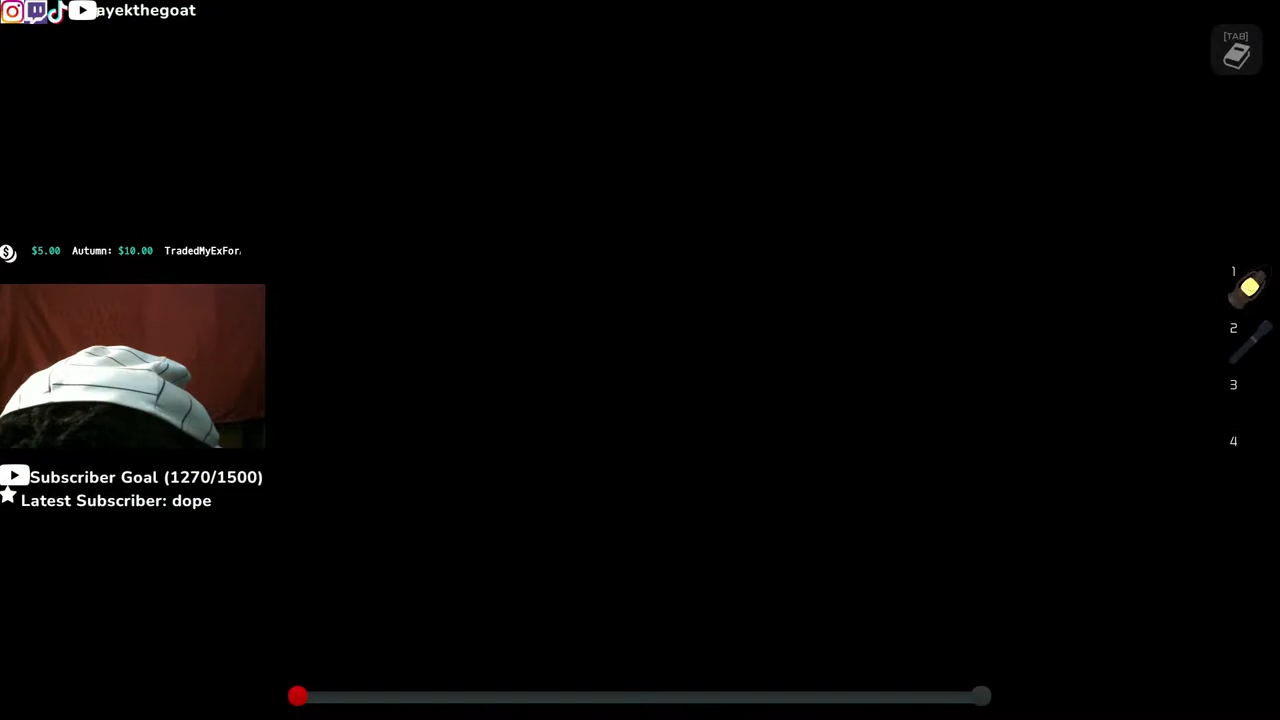 ayekthegoat
[TAB]
$5.00 Autumn: $10.00 TradedMyExFor
1
2
3
4
Subscriber Goal (1270/1500)
Latest Subscriber: dope